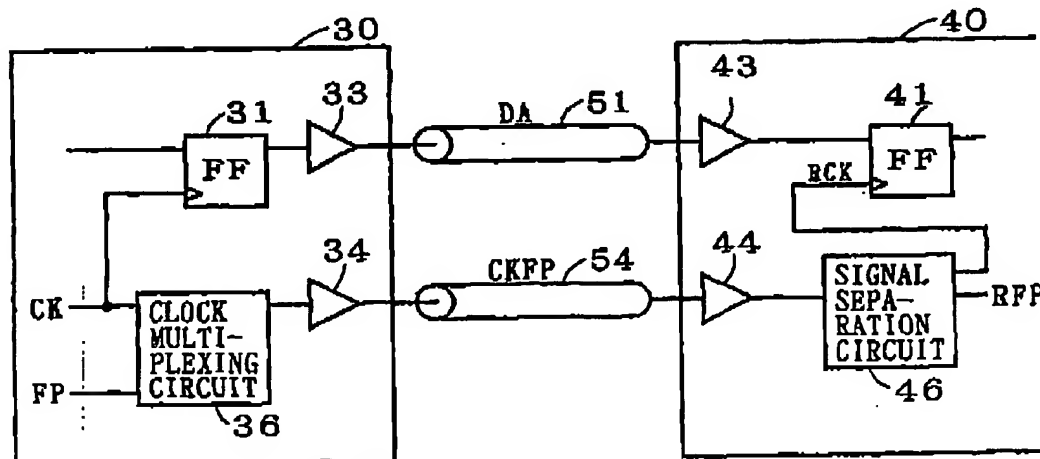 30
40
31
33
DA
51
43
41
FF
FF
RCK
34
CKFP
54
44
CK
CLOCK
MULTI-
PLEXING
CIRCUIT
FP
36
SIGNAL
SEPA-
RATION
CIRCUIT
RFP
46